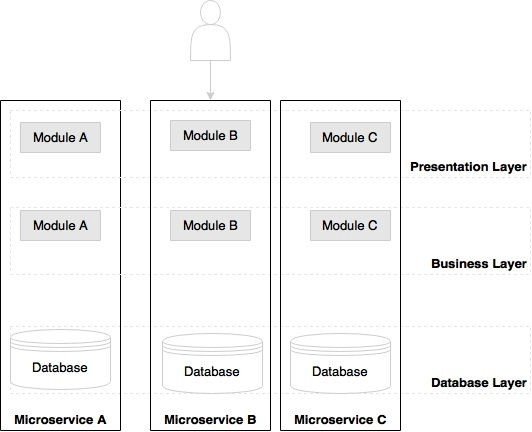 Module A
Module B
Module C
Presentation Layer
Module A
Module B
Module C
Business Layer
Database
Database
Database
Database Layer
Microservice A
Microservice B
Microservice C